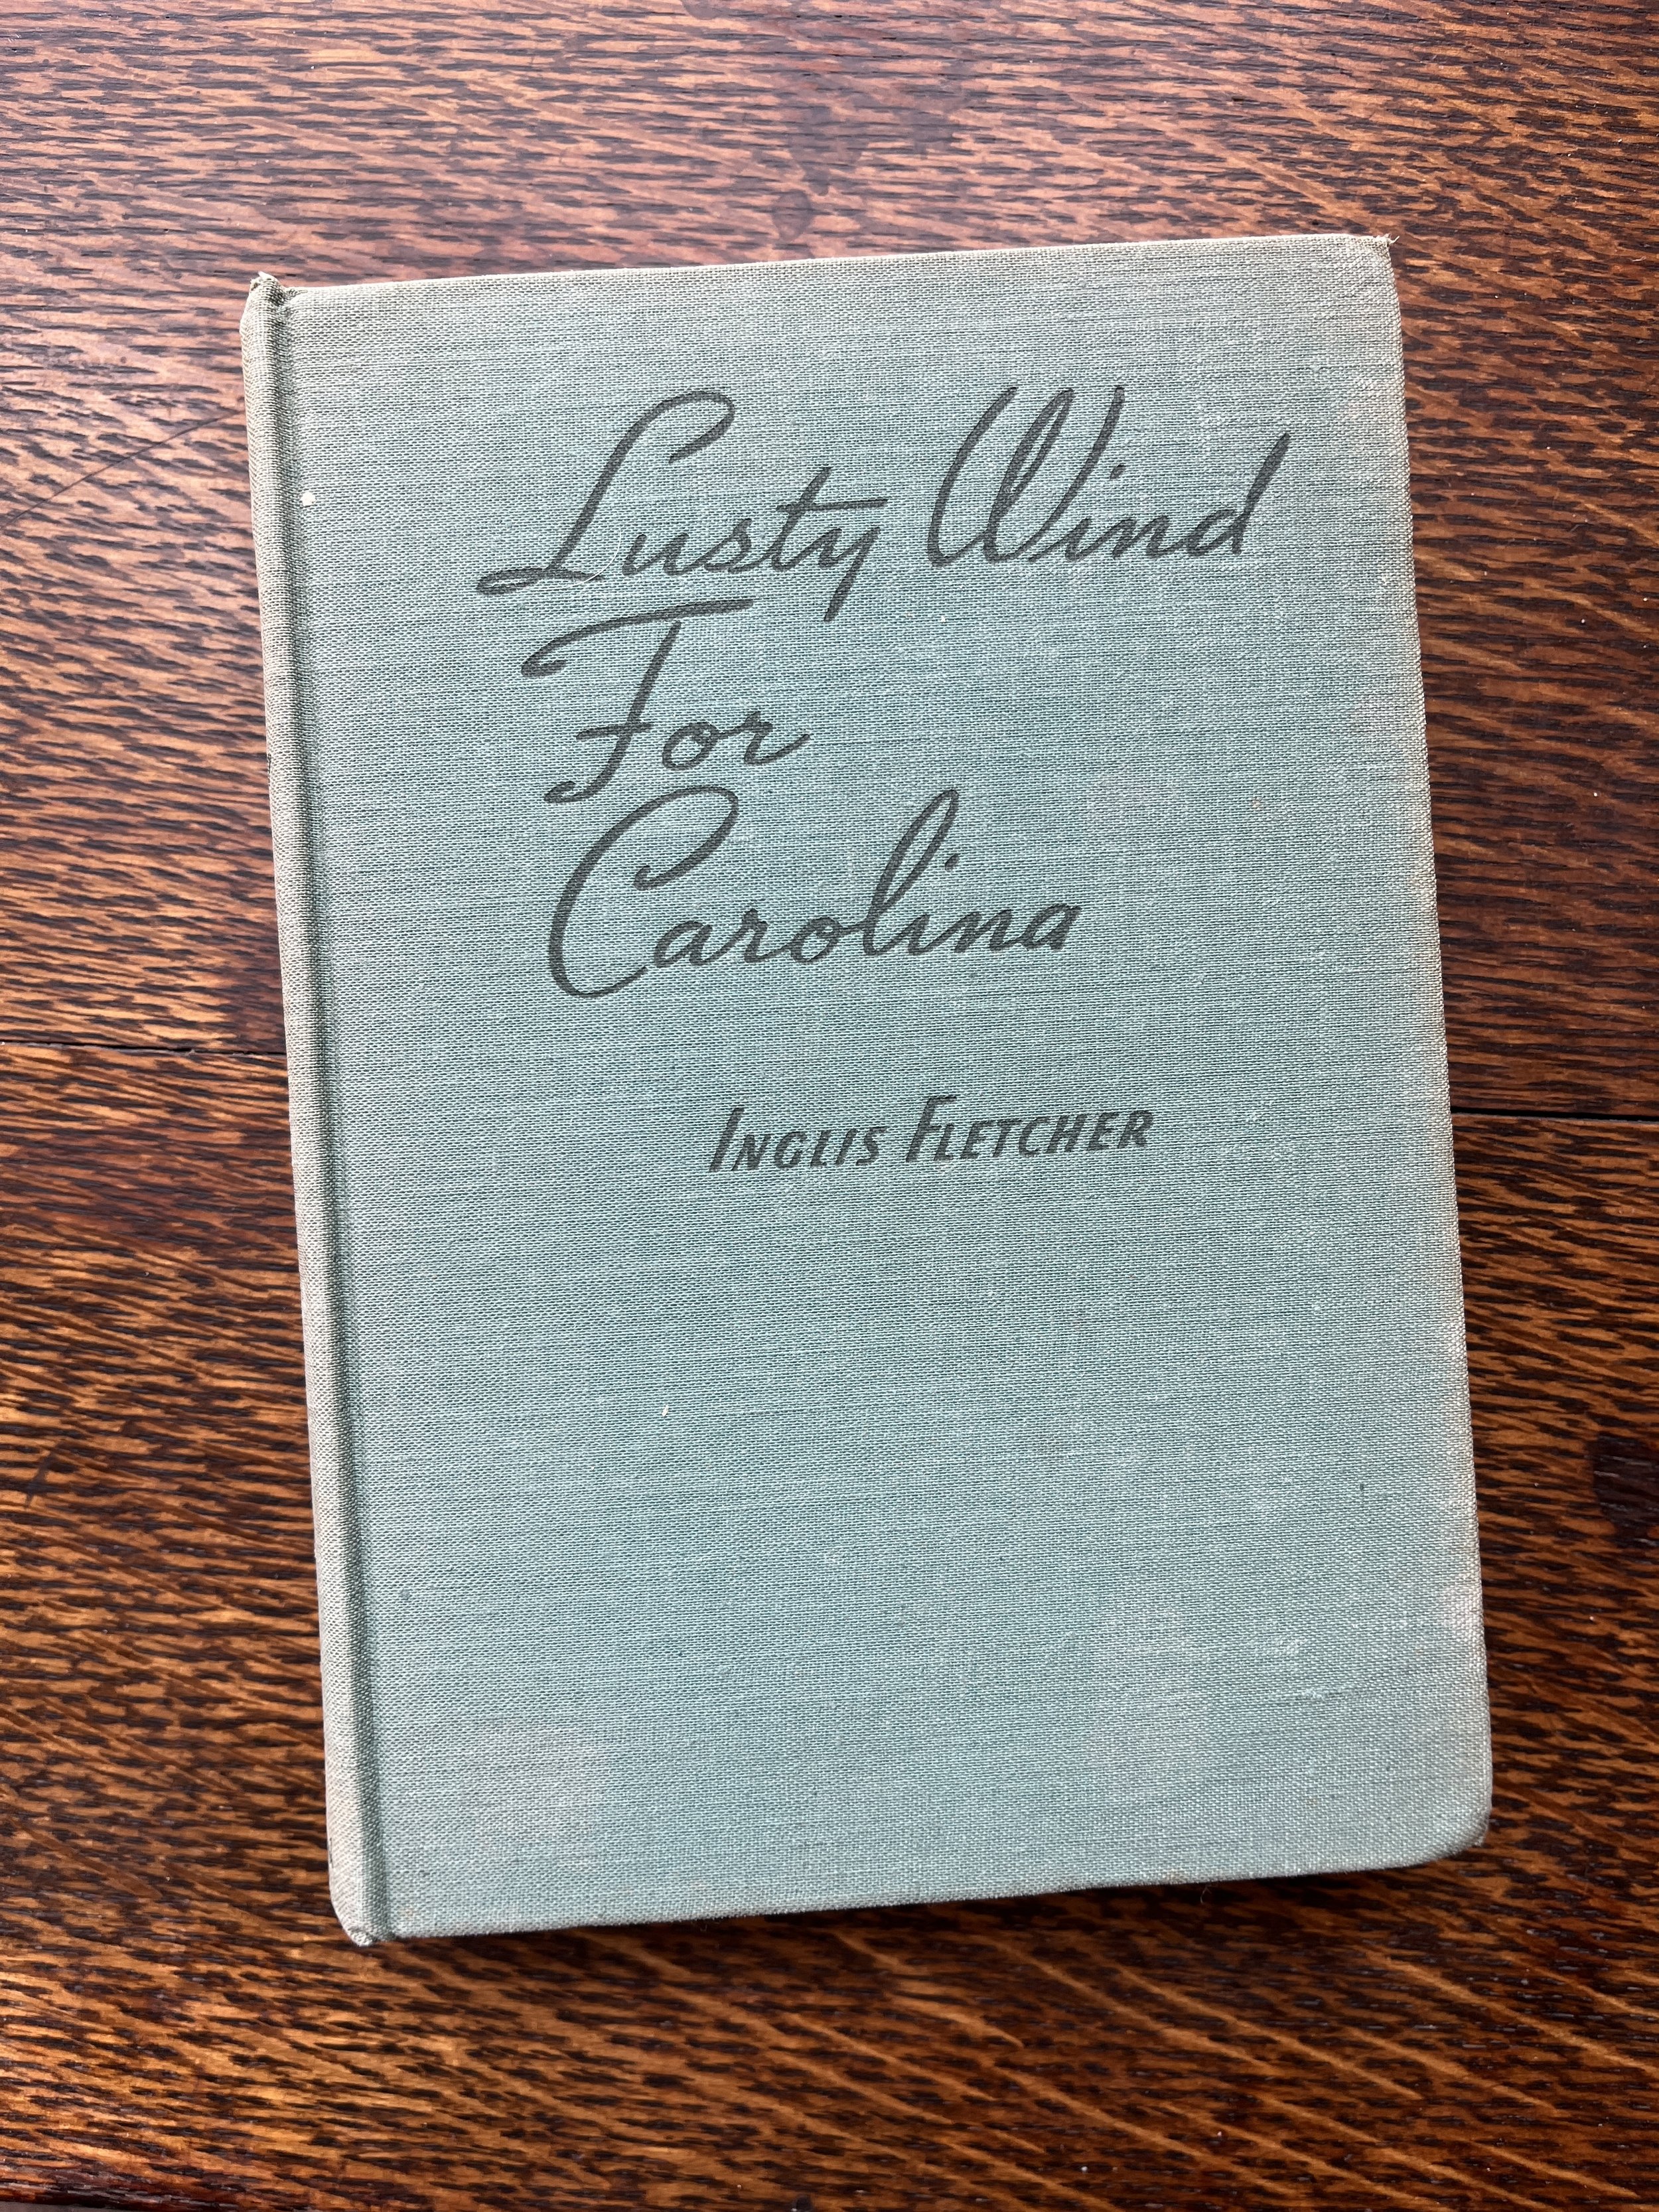 Lusty Wind
For
Carolina
INGLIS FLETCHER